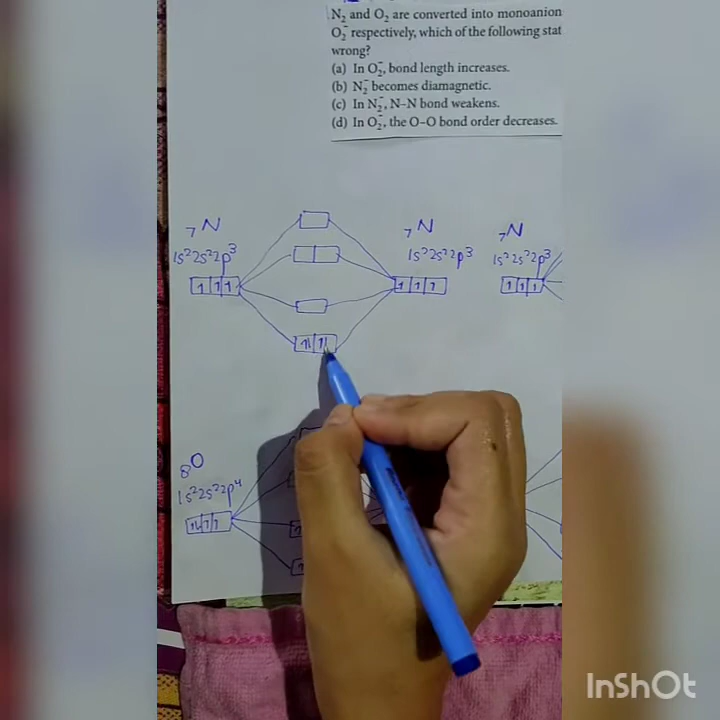 N₂ and O₂ are converted into monoanion
O₂⁻ respectively, which of the following stat
wrong?
(a) In O₂⁻, bond length increases.
(b) N₂⁻ becomes diamagnetic.
(c) In N₂⁻, N–N bond weakens.
(d) In O₂⁻, the O–O bond order decreases.
₇N
₇N
₇N
1s²2s²2p³
1s²2s²2p³
1s²2s²2p³
₈O
1s²2s²2p⁴
InShOt